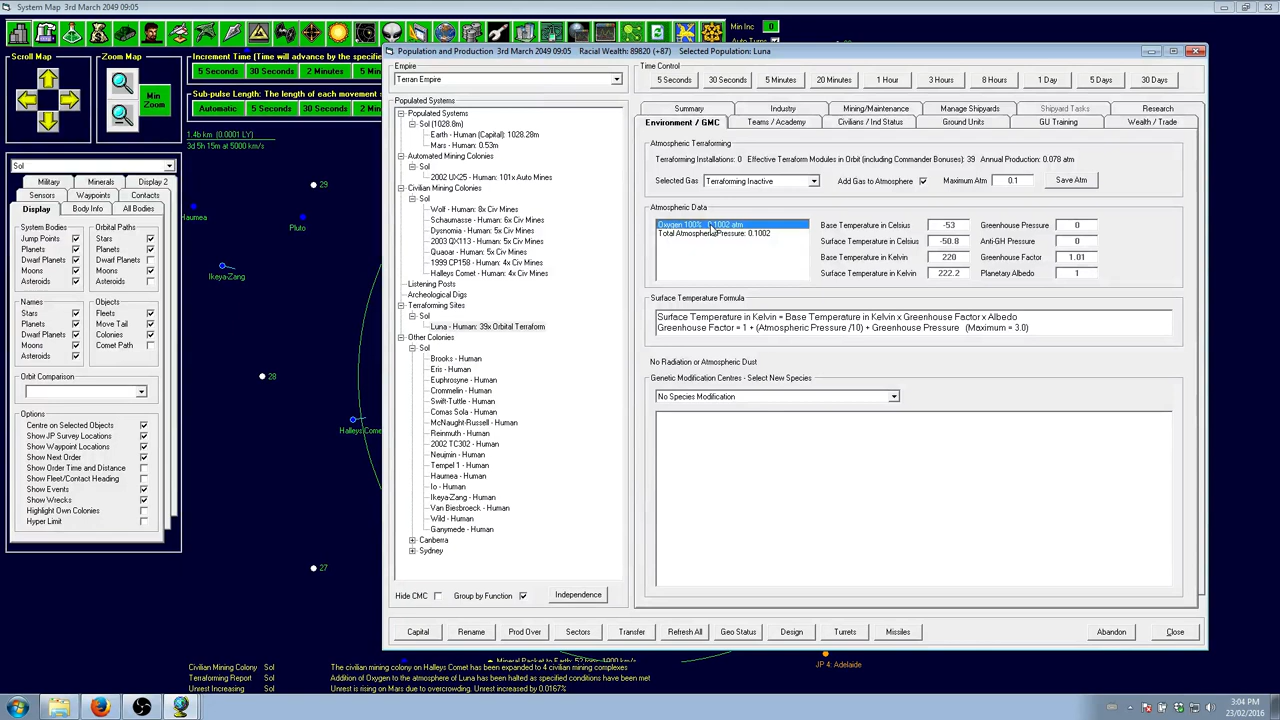 System Map   3rd March 2049 09:05
Min Inc
0
Auto Turns
Scroll Map
Zoom Map
Min
Zoom
Increment Time (Time will advance by the specified
5 Seconds
30 Seconds
2 Minutes
5 Min
Sub-pulse Length: The length of each movement s
Automatic
5 Seconds
30 Seconds
2 Min
1.4b km (0.0001 LY)
3d 5h 15m at 5000 km/s
Sol
Military
Minerals
Display 2
Sensors
Waypoints
Contacts
Display
Body Info
All Bodies
System Bodies
Orbital Paths
Jump Points
Stars
Planets
Planets
Dwarf Planets
Dwarf Planets
Moons
Moons
Asteroids
Asteroids
Names
Objects
Stars
Fleets
Planets
Move Tail
Dwarf Planets
Colonies
Moons
Comet Path
Asteroids
Orbit Comparison
Options
Centre on Selected Objects
Show JP Survey Locations
Show Waypoint Locations
Show Next Order
Show Order Time and Distance
Show Fleet/Contact Heading
Show Events
Show Wrecks
Highlight Own Colonies
Hyper Limit
29
Haumea
Pluto
Ikeya-Zang
28
Halleys Come
27
Population and Production   3rd March 2049 09:05   Racial Wealth: 89820 (+87)   Selected Population: Luna
Empire
Terran Empire
Populated Systems
Populated Systems
Sol (1028.8m)
Earth - Human (Capital): 1028.28m
Mars - Human: 0.53m
Automated Mining Colonies
Sol
2002 UX25 - Human: 101x Auto Mines
Civilian Mining Colonies
Sol
Wolf - Human: 8x Civ Mines
Schaumasse - Human: 6x Civ Mines
Dysnomia - Human: 5x Civ Mines
2003 QX113 - Human: 5x Civ Mines
Quaoar - Human: 5x Civ Mines
1999 CP158 - Human: 4x Civ Mines
Halleys Comet - Human: 4x Civ Mines
Listening Posts
Archeological Digs
Terraforming Sites
Sol
Luna - Human: 39x Orbital Terraform
Other Colonies
Sol
Brooks - Human
Eris - Human
Euphrosyne - Human
Crommelin - Human
Swift-Tuttle - Human
Comas Sola - Human
McNaught-Russell - Human
Reinmuth - Human
2002 TC302 - Human
Neujmin - Human
Tempel 1 - Human
Haumea - Human
Io - Human
Ikeya-Zang - Human
Van Biesbroeck - Human
Wild - Human
Ganymede - Human
Canberra
Sydney
Hide CMC
Group by Function
Independence
Time Control
5 Seconds
30 Seconds
5 Minutes
20 Minutes
1 Hour
3 Hours
8 Hours
1 Day
5 Days
30 Days
Summary
Industry
Mining/Maintenance
Manage Shipyards
Shipyard Tasks
Research
Environment / GMC
Teams / Academy
Civilians / Ind Status
Ground Units
GU Training
Wealth / Trade
Atmospheric Terraforming
Terraforming Installations: 0   Effective Terraform Modules in Orbit (including Commander Bonuses): 39   Annual Production: 0.078 atm
Selected Gas
Terraforming Inactive
Add Gas to Atmosphere
Maximum Atm
0.1
Save Atm
Atmospheric Data
Oxygen 100%   0.1002 atm
Total Atmospheric Pressure: 0.1002
Base Temperature in Celsius
-53
Greenhouse Pressure
0
Surface Temperature in Celsius
-50.8
Anti-GH Pressure
0
Base Temperature in Kelvin
220
Greenhouse Factor
1.01
Surface Temperature in Kelvin
222.2
Planetary Albedo
1
Surface Temperature Formula
Surface Temperature in Kelvin = Base Temperature in Kelvin x Greenhouse Factor x Albedo
Greenhouse Factor = 1 + (Atmospheric Pressure /10) + Greenhouse Pressure   (Maximum = 3.0)
No Radiation or Atmospheric Dust
Genetic Modification Centres - Select New Species
No Species Modification
Capital
Rename
Prod Over
Sectors
Transfer
Refresh All
Geo Status
Design
Turrets
Missiles
Abandon
Close
JP 4: Adelaide
Civilian Mining Colony   Sol   The civilian mining colony on Halleys Comet has been expanded to 4 civilian mining complexes
Terraforming Report   Sol   Addition of Oxygen to the atmosphere of Luna has been halted as specified conditions have been met
Unrest Increasing   Sol   Unrest is rising on Mars due to overcrowding. Unrest increased by 0.0167%
3:04 PM
23/02/2016